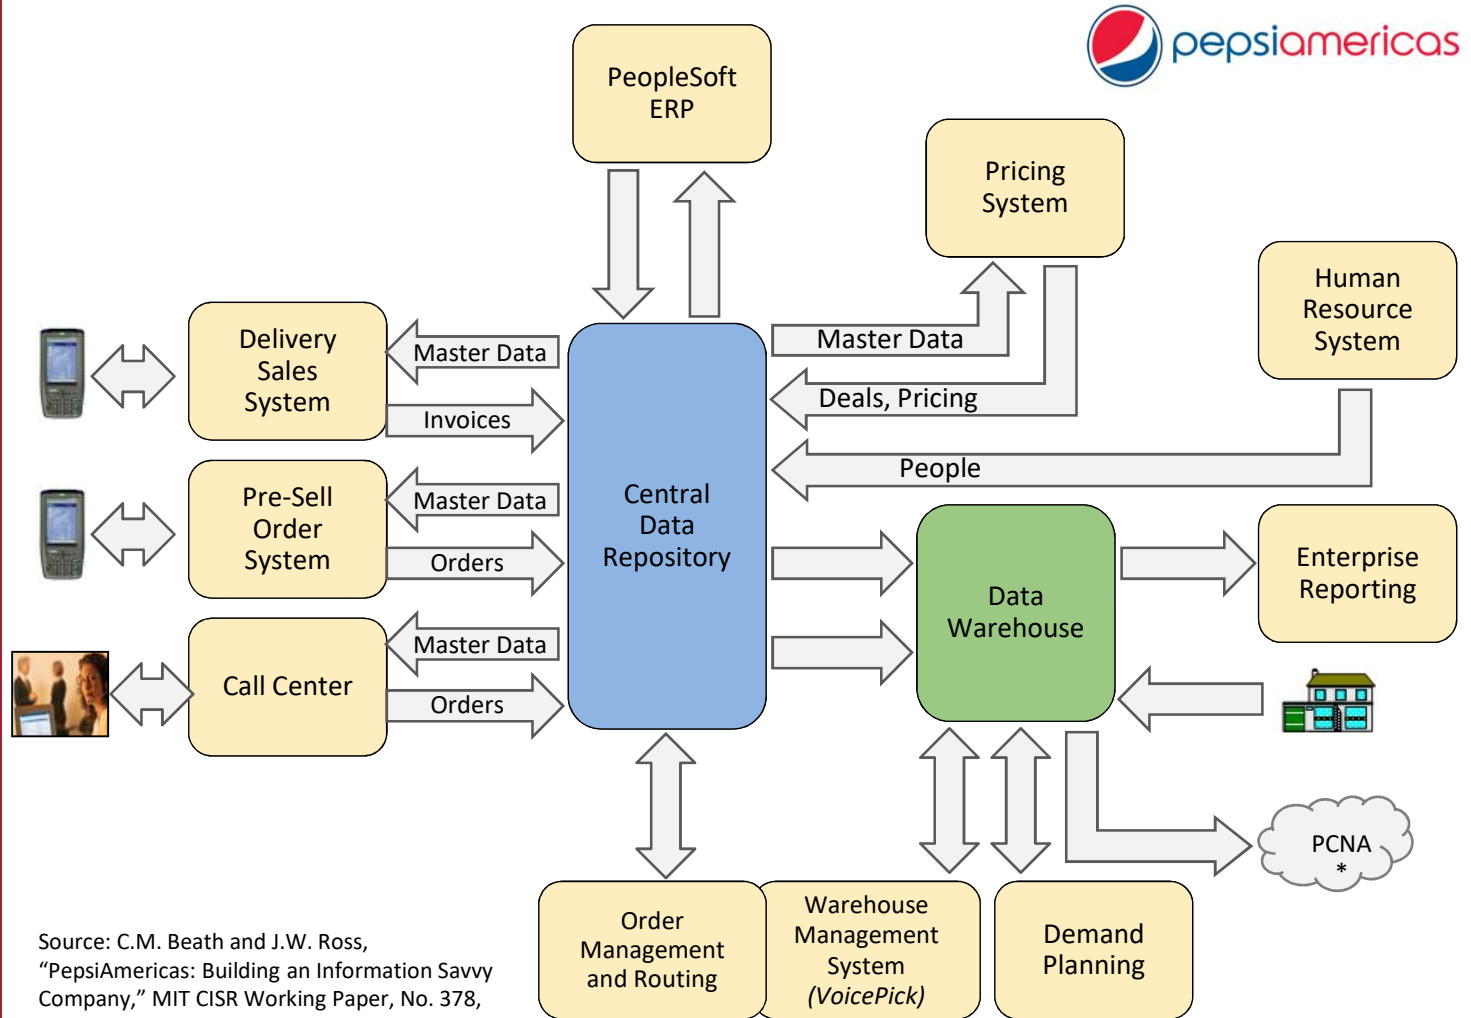 pepsiamericas
PeopleSoft
ERP
Pricing
System
Human
Resource
System
Delivery
Sales
System
Master Data
Invoices
Master Data
Deals, Pricing
People
Pre-Sell
Order
System
Master Data
Orders
Central
Data
Repository
Data
Warehouse
Enterprise
Reporting
Call Center
Master Data
Orders
PCNA
*
Order
Management
and Routing
Warehouse
Management
System
(VoicePick)
Demand
Planning
Source: C.M. Beath and J.W. Ross,
“PepsiAmericas: Building an Information Savvy
Company,” MIT CISR Working Paper, No. 378,